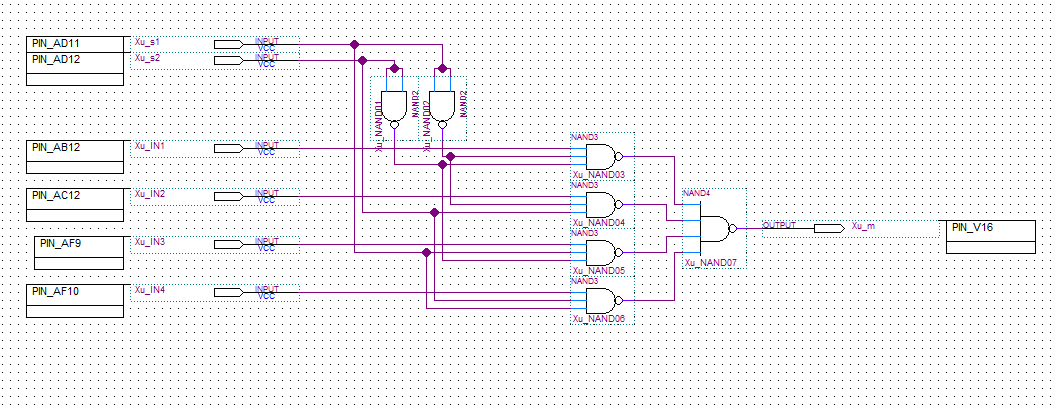 PIN_AD11
Xu_s1
INPUT
VCC
PIN_AD12
Xu_s2
INPUT
VCC
Xu_NAND01
NAND2
Xu_NAND02
NAND2
PIN_AB12
Xu_IN1
INPUT
VCC
NAND3
Xu_NAND03
PIN_AC12
Xu_IN2
INPUT
VCC
NAND3
Xu_NAND04
NAND4
Xu_NAND07
OUTPUT
Xu_m
PIN_V16
PIN_AF9
Xu_IN3
INPUT
VCC
NAND3
Xu_NAND05
PIN_AF10
Xu_IN4
INPUT
VCC
NAND3
Xu_NAND06